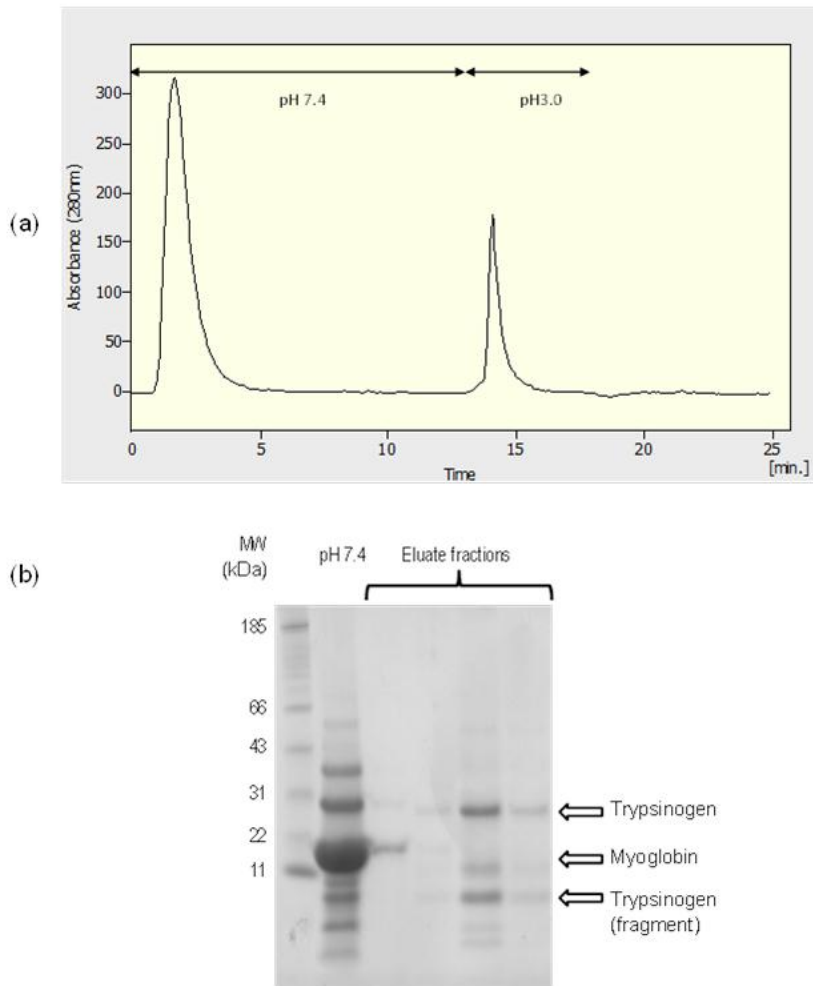 (a)
Absorbance (280nm)
300
250
200
150
100
50
0
pH 7.4
pH3.0
0 5 10 15 20 25
Time
[min.]
(b)
MW
(kDa)
pH 7.4
Eluate fractions
185
66
43
31
22
11
Trypsinogen
Myoglobin
Trypsinogen
(fragment)